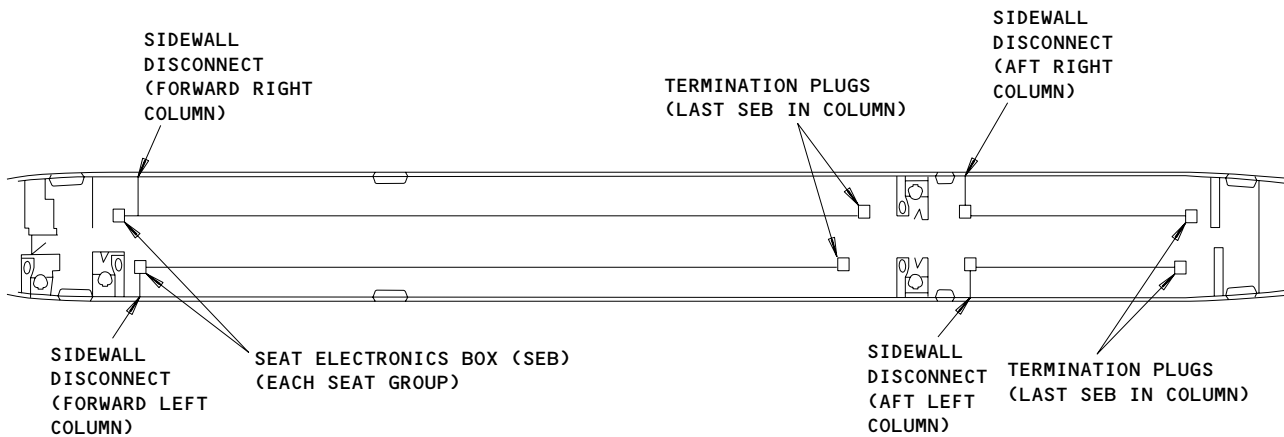 SIDEWALL
DISCONNECT
(FORWARD RIGHT
COLUMN)
TERMINATION PLUGS
(LAST SEB IN COLUMN)
SIDEWALL
DISCONNECT
(AFT RIGHT
COLUMN)
SIDEWALL
DISCONNECT
(FORWARD LEFT
COLUMN)
SEAT ELECTRONICS BOX (SEB)
(EACH SEAT GROUP)
SIDEWALL
DISCONNECT
(AFT LEFT
COLUMN)
TERMINATION PLUGS
(LAST SEB IN COLUMN)